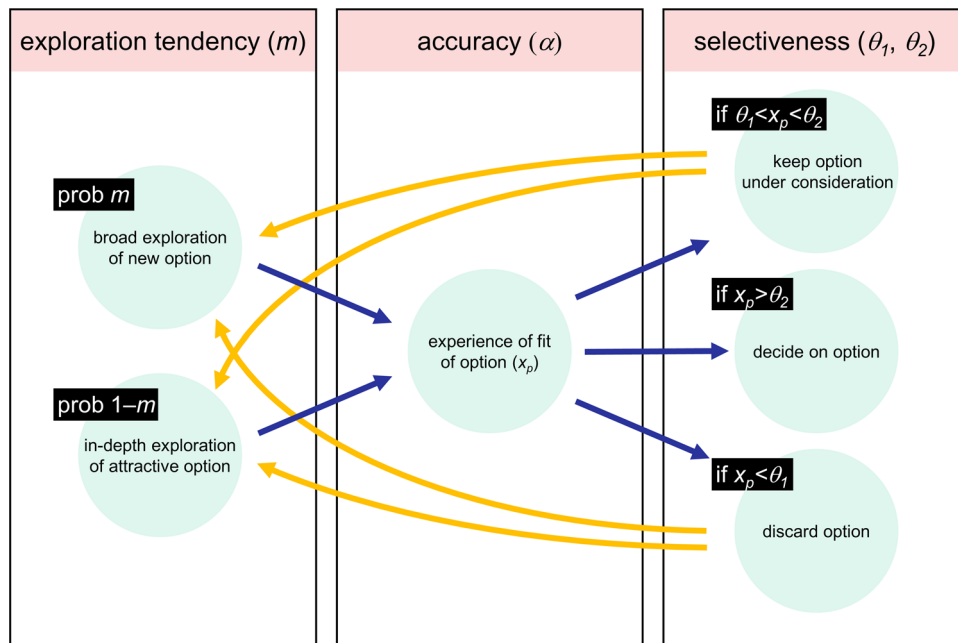 exploration tendency (m)
accuracy (α)
selectiveness (θ1, θ2)
prob m
broad exploration
of new option
prob 1–m
in-depth exploration
of attractive option
experience of fit
of option (xp)
if θ1<xp<θ2
keep option
under consideration
if xp>θ2
decide on option
if xp<θ1
discard option